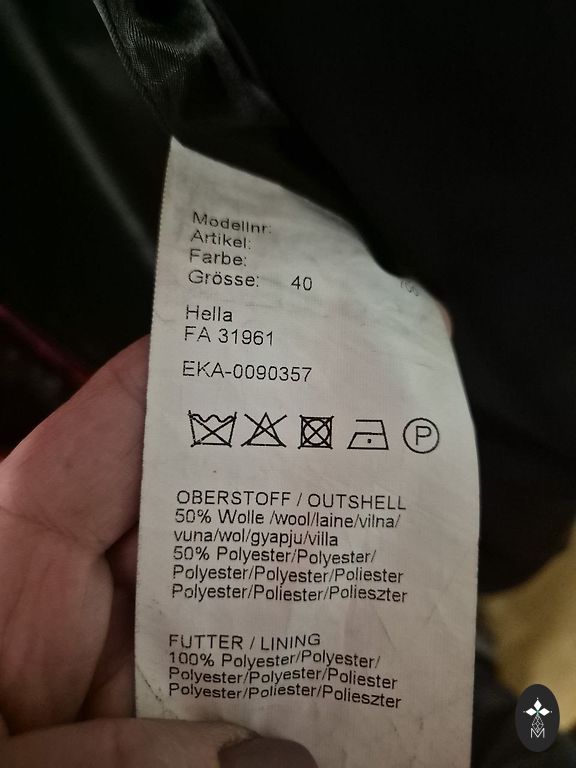 Modellnr:
Artikel:
Farbe:
Grösse: 40
Hella
FA 31961
EKA-0090357
P
OBERSTOFF / OUTSHELL
50% Wolle /wool/laine/vilna/
vuna/wol/gyapju/villa
50% Polyester/Polyester/
Polyester/Polyester/Poliester
Polyester/Poliester/Polieszter
FUTTER / LINING
100% Polyester/Polyester/
Polyester/Polyester/Poliester
Polyester/Poliester/Polieszter
M